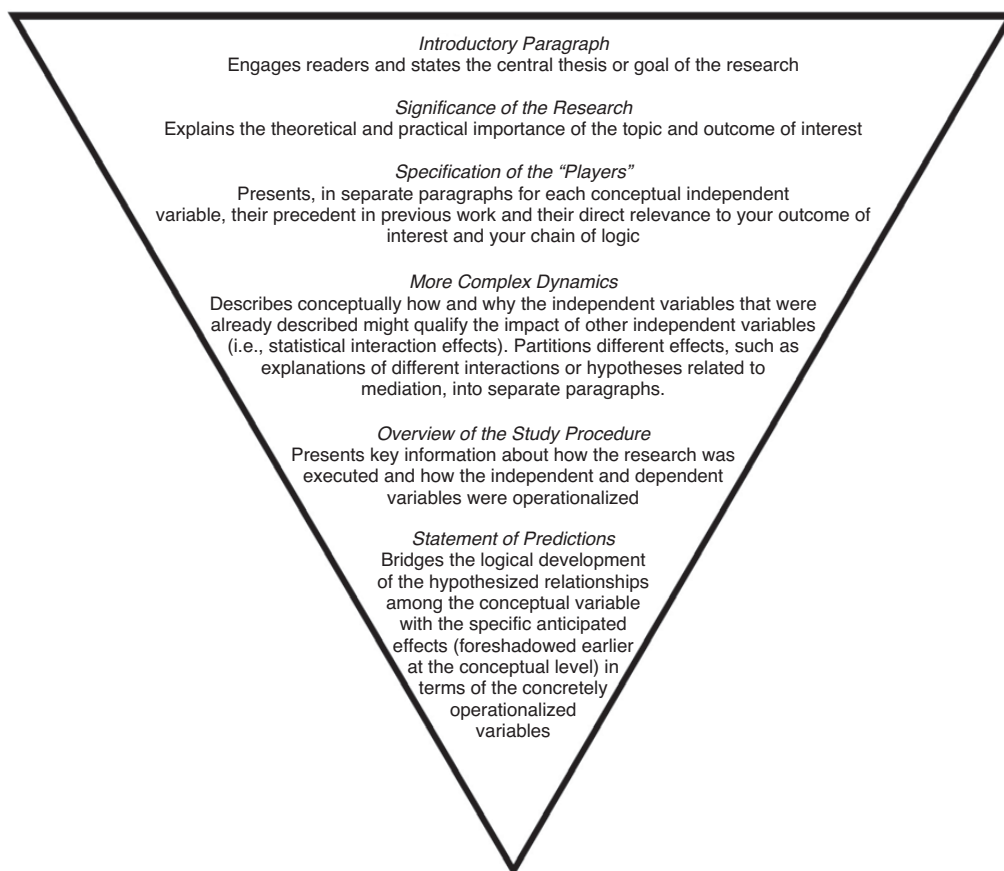 Introductory Paragraph
Engages readers and states the central thesis or goal of the research
Significance of the Research
Explains the theoretical and practical importance of the topic and outcome of interest
Specification of the “Players”
Presents, in separate paragraphs for each conceptual independent
variable, their precedent in previous work and their direct relevance to your outcome of
interest and your chain of logic
More Complex Dynamics
Describes conceptually how and why the independent variables that were
already described might qualify the impact of other independent variables
(i.e., statistical interaction effects). Partitions different effects, such as
explanations of different interactions or hypotheses related to
mediation, into separate paragraphs.
Overview of the Study Procedure
Presents key information about how the research was
executed and how the independent and dependent
variables were operationalized
Statement of Predictions
Bridges the logical development
of the hypothesized relationships
among the conceptual variable
with the specific anticipated
effects (foreshadowed earlier
at the conceptual level) in
terms of the concretely
operationalized
variables